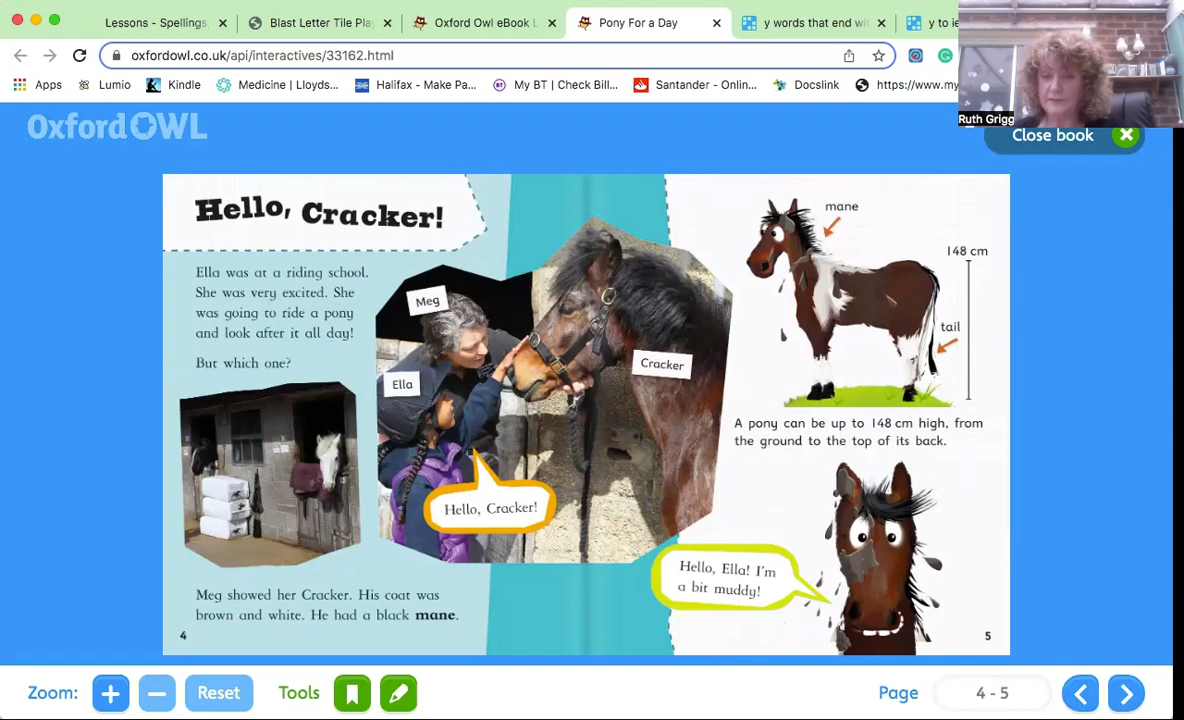 Lessons - Spellings,
Blast Letter Tile Play
Oxford Owl eBook L
Pony For a Day
y words that end wit
y to ie
oxfordowl.co.uk/api/interactives/33162.html
Apps
Lumio
Kindle
Medicine | Lloyds...
Halifax - Make Pa...
My BT | Check Bill...
Santander - Onlin...
Docslink
https://www.my
Ruth Grigg
Oxford OWL
Close book
Hello, Cracker!
Ella was at a riding school.
She was very excited. She
was going to ride a pony
and look after it all day!
But which one?
Meg
Ella
Cracker
Hello, Cracker!
Meg showed her Cracker. His coat was
brown and white. He had a black mane.
4
mane
148 cm
tail
A pony can be up to 148 cm high, from
the ground to the top of its back.
Hello, Ella! I'm
a bit muddy!
5
Zoom:
Reset
Tools
Page
4 - 5